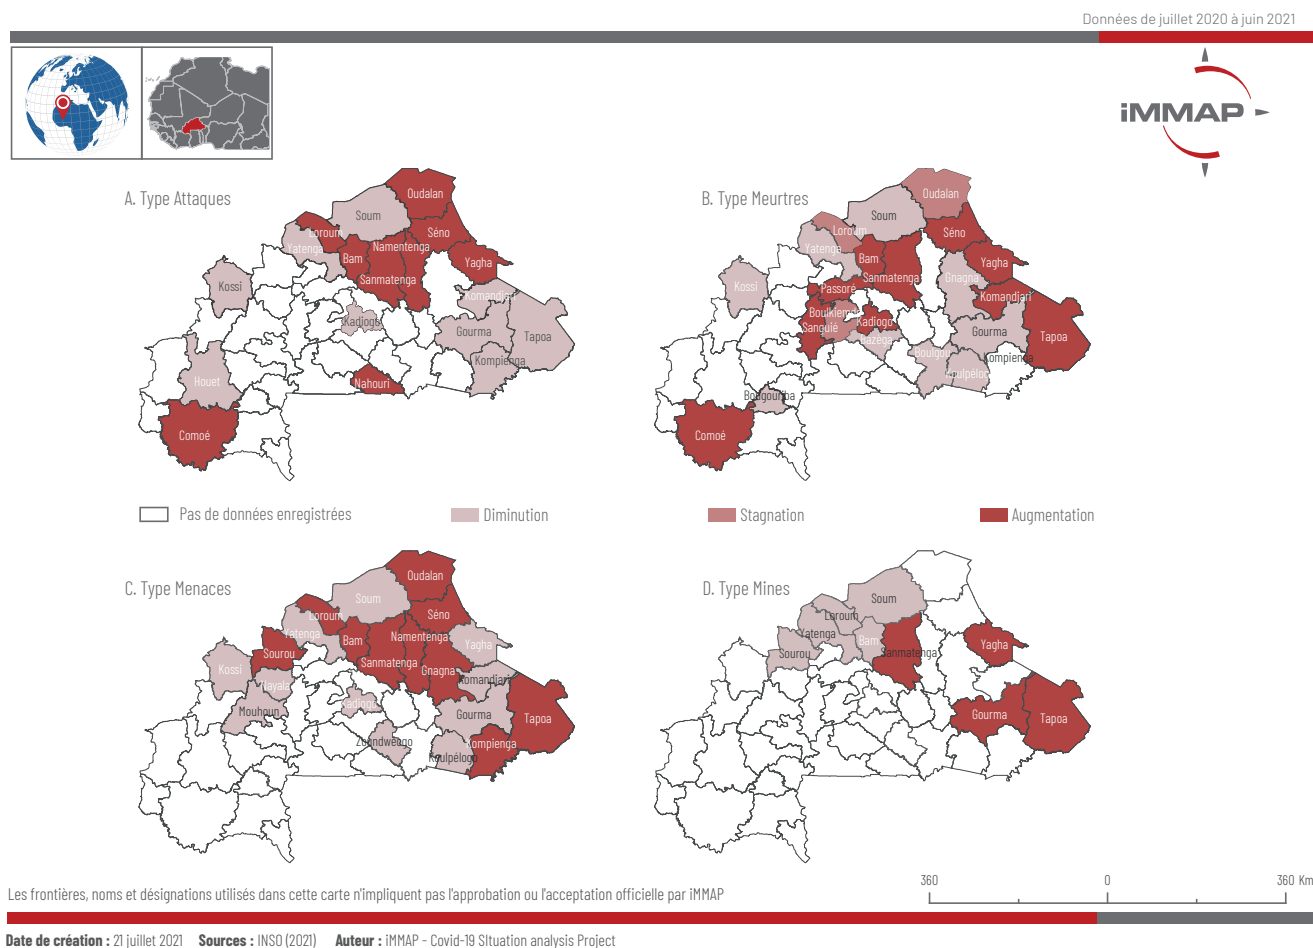 Données de juillet 2020 à juin 2021
iMMAP
A. Type Attaques
Oudalan
Soum
Loroum
Séno
Yatenga
Namentenga
Bam
Yagha
Sanmatenga
Kossi
Komandjari
Kadiogo
Gourma
Tapoa
Kompienga
Houet
Nahouri
Comoé
B. Type Meurtres
Oudalan
Soum
Loroum
Séno
Yatenga
Bam
Yagha
Sanmatenga
Gnagna
Kossi
Passoré
Komandjari
Boulkiemdé
Sanguié
Kadiogo
Gourma
Tapoa
Bazèga
Boulgou
Kompienga
Koulpélogo
Bougouriba
Comoé
Pas de données enregistrées
Diminution
Stagnation
Augmentation
C. Type Menaces
Oudalan
Soum
Loroum
Séno
Yatenga
Namentenga
Bam
Yagha
Sourou
Sanmatenga
Kossi
Gnagna
Komandjari
Nayala
Kadiogo
Mouhoun
Gourma
Tapoa
Zoundwéogo
Kompienga
Koulpélogo
D. Type Mines
Soum
Loroum
Yatenga
Bam
Yagha
Sourou
Sanmatenga
Gourma
Tapoa
Les frontières, noms et désignations utilisés dans cette carte n'impliquent pas l'approbation ou l'acceptation officielle par iMMAP
360 0 360 Km
Date de création : 21 juillet 2021 Sources : INSO (2021) Auteur : iMMAP - Covid-19 SItuation analysis Project